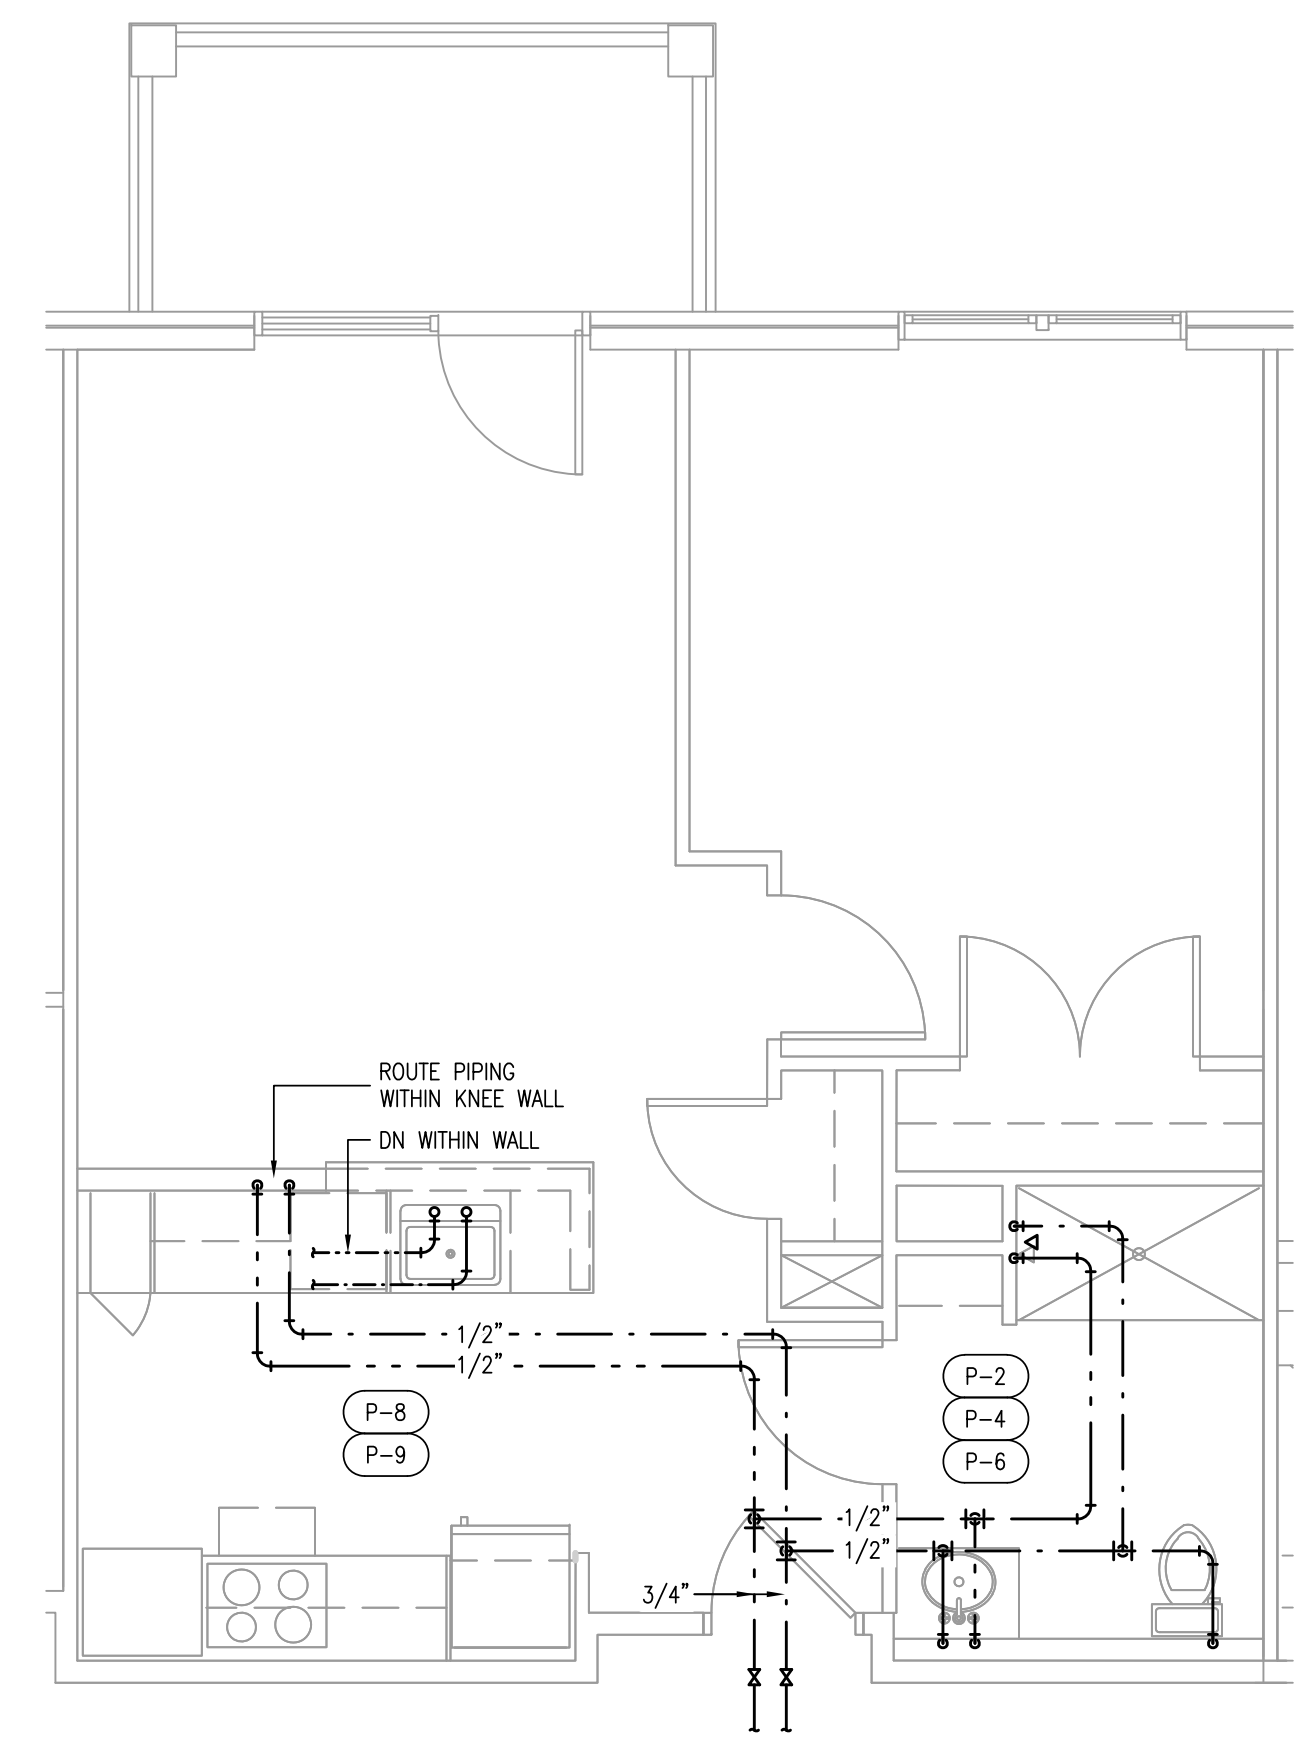 ROUTE PIPING
WITHIN KNEE WALL
DN WITHIN WALL
1/2"
1/2"
P-8
P-9
P-2
P-4
P-6
1/2"
1/2"
3/4"